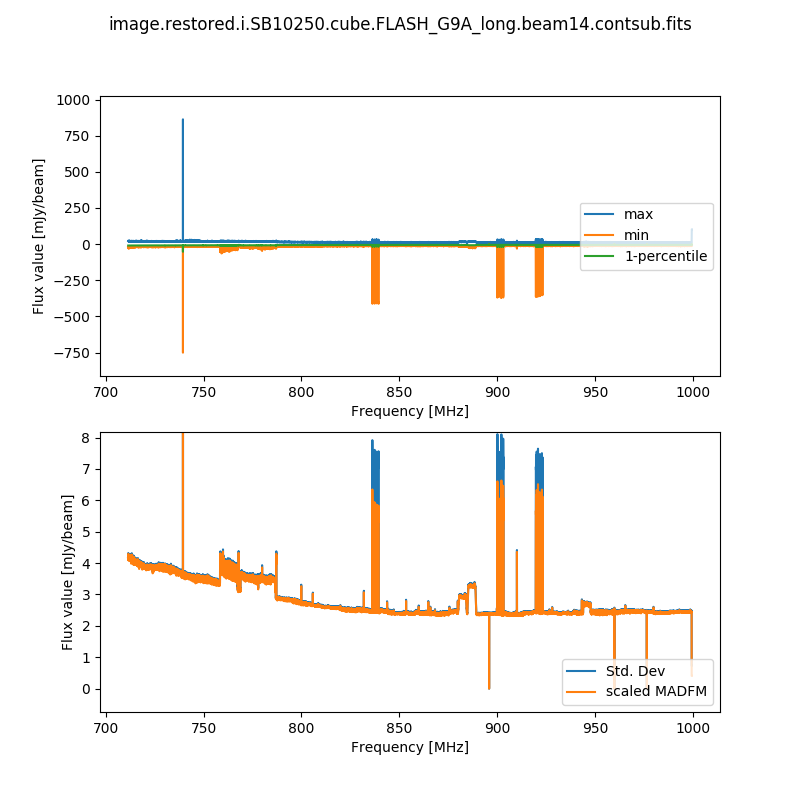 image.restored.i.SB10250.cube.FLASH_G9A_long.beam14.contsub.fits
1000
750
500
250
0
−250
−500
−750
Flux value [mJy/beam]
max
min
1-percentile
700 750 800 850 900 950 1000
Frequency [MHz]
8
7
6
5
4
3
2
1
0
Flux value [mJy/beam]
Std. Dev
scaled MADFM
700 750 800 850 900 950 1000
Frequency [MHz]